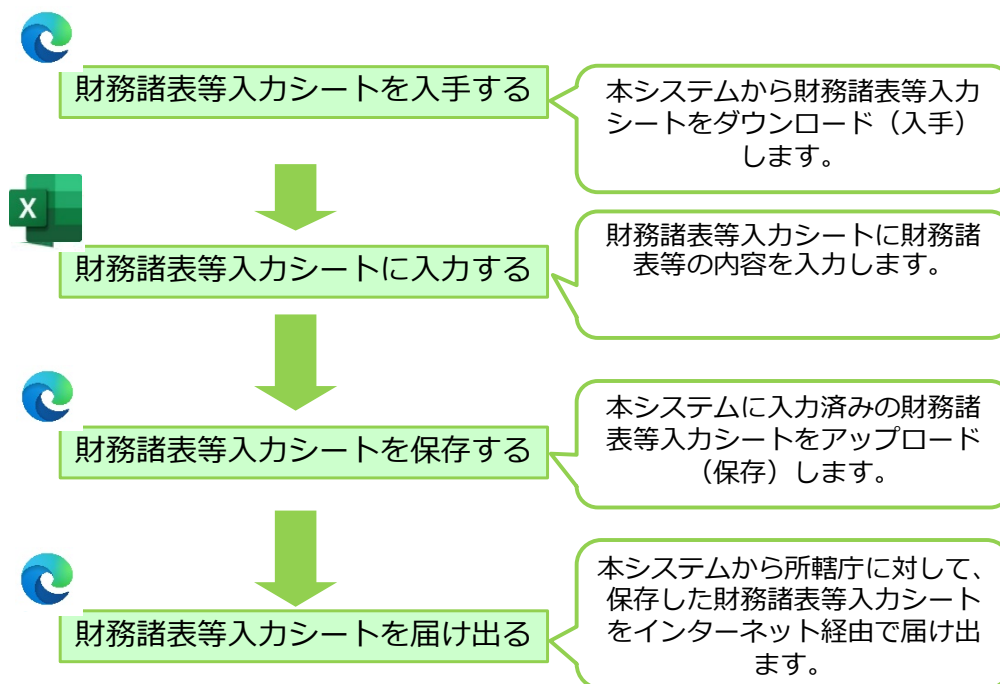 財務諸表等入力シートを入手する
本システムから財務諸表等入力
シートをダウンロード（入手）
します。
X
財務諸表等入力シートに入力する
財務諸表等入力シートに財務諸
表等の内容を入力します。
財務諸表等入力シートを保存する
本システムに入力済みの財務諸
表等入力シートをアップロード
（保存）します。
財務諸表等入力シートを届け出る
本システムから所轄庁に対して、
保存した財務諸表等入力シート
をインターネット経由で届け出
ます。